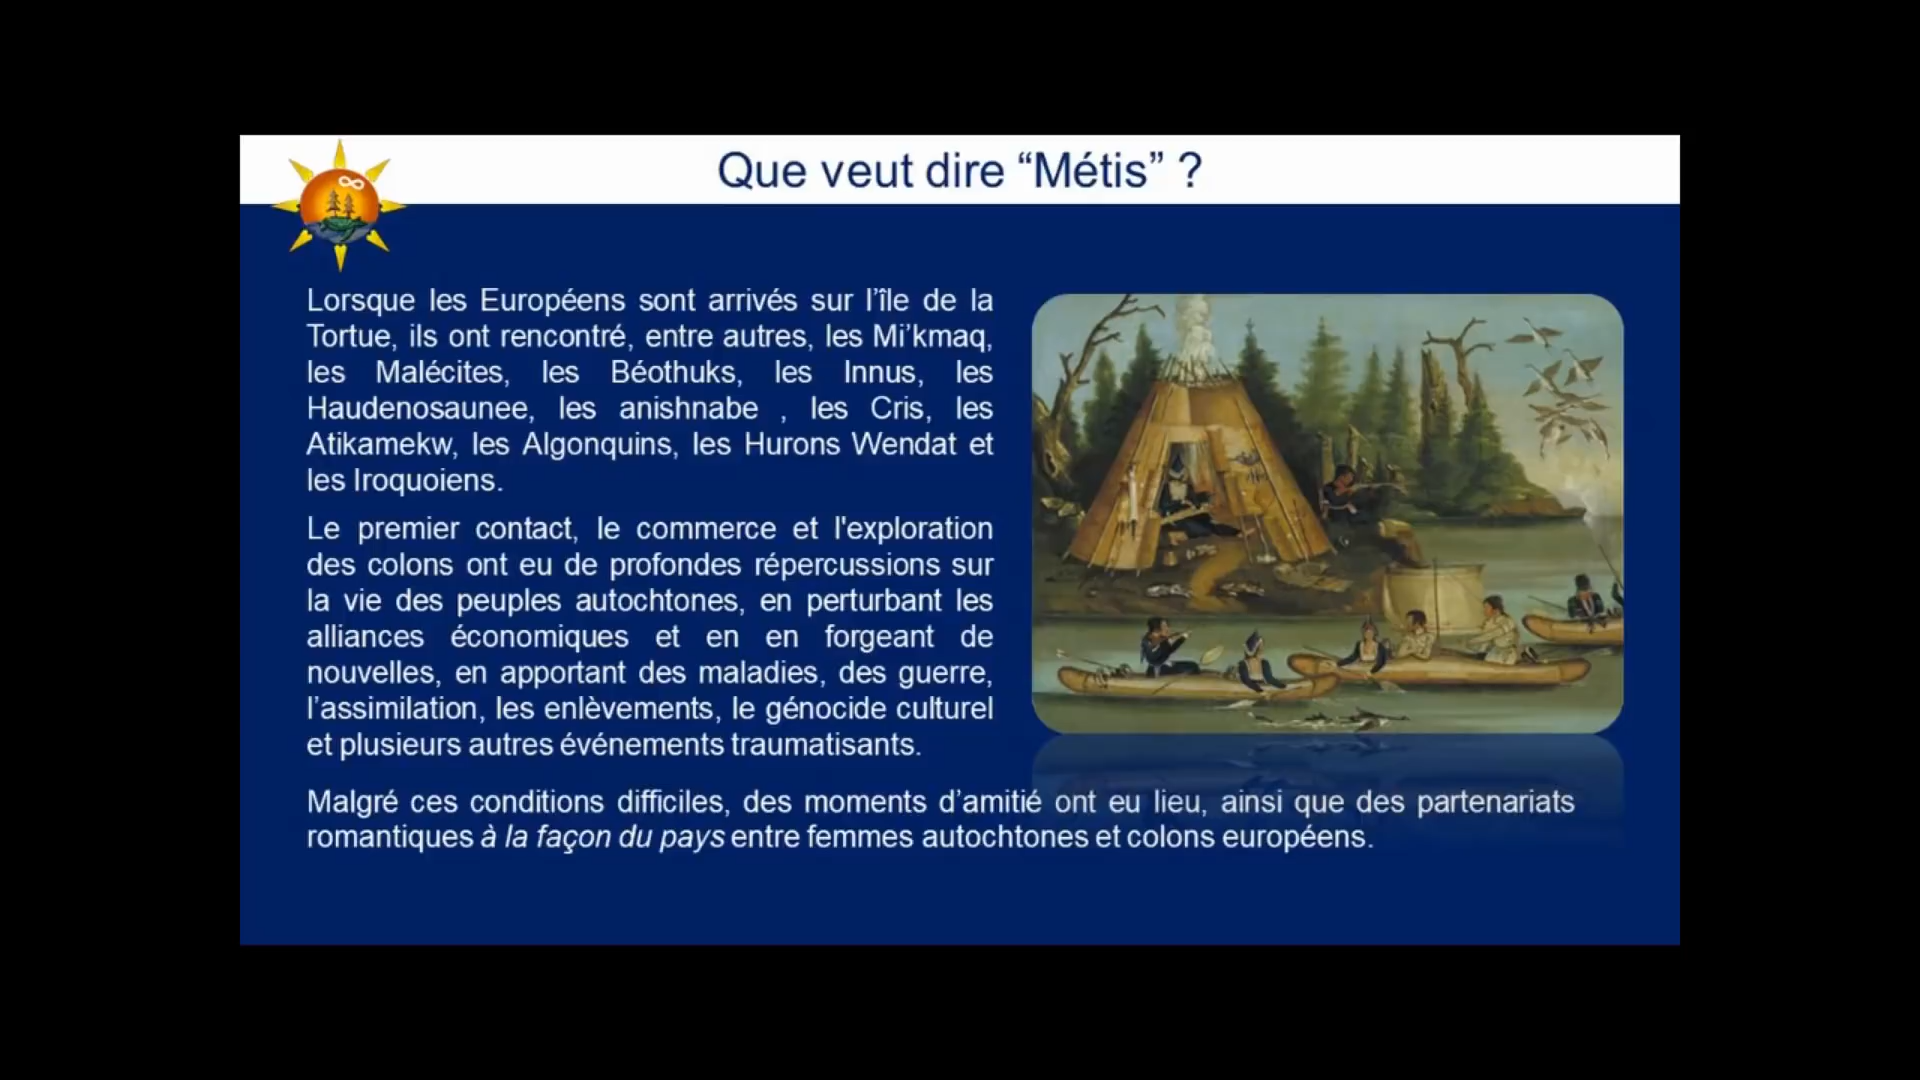 Que veut dire “Métis” ?
Lorsque les Européens sont arrivés sur l’île de la
Tortue, ils ont rencontré, entre autres, les Mi’kmaq,
les Malécites, les Béothuks, les Innus, les
Haudenosaunee, les anishnabe , les Cris, les
Atikamekw, les Algonquins, les Hurons Wendat et
les Iroquoiens.
Le premier contact, le commerce et l'exploration
des colons ont eu de profondes répercussions sur
la vie des peuples autochtones, en perturbant les
alliances économiques et en en forgeant de
nouvelles, en apportant des maladies, des guerre,
l’assimilation, les enlèvements, le génocide culturel
et plusieurs autres événements traumatisants.
Malgré ces conditions difficiles, des moments d’amitié ont eu lieu, ainsi que des partenariats
romantiques à la façon du pays entre femmes autochtones et colons européens.